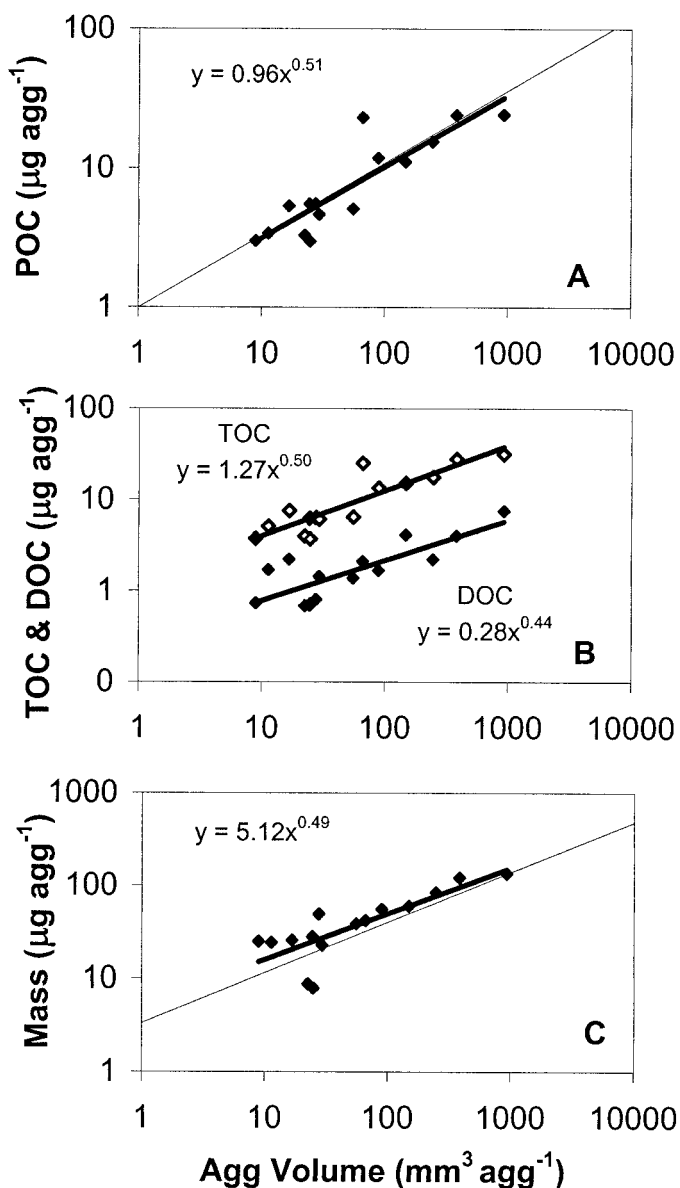 100
10
1
POC (µg agg⁻¹)
y = 0.96x^0.51
A
1 10 100 1000 10000
100
10
1
0
TOC & DOC (µg agg⁻¹)
TOC
y = 1.27x^0.50
DOC
y = 0.28x^0.44
B
1 10 100 1000 10000
1000
100
10
1
Mass (µg agg⁻¹)
y = 5.12x^0.49
C
1 10 100 1000 10000
Agg Volume (mm³ agg⁻¹)